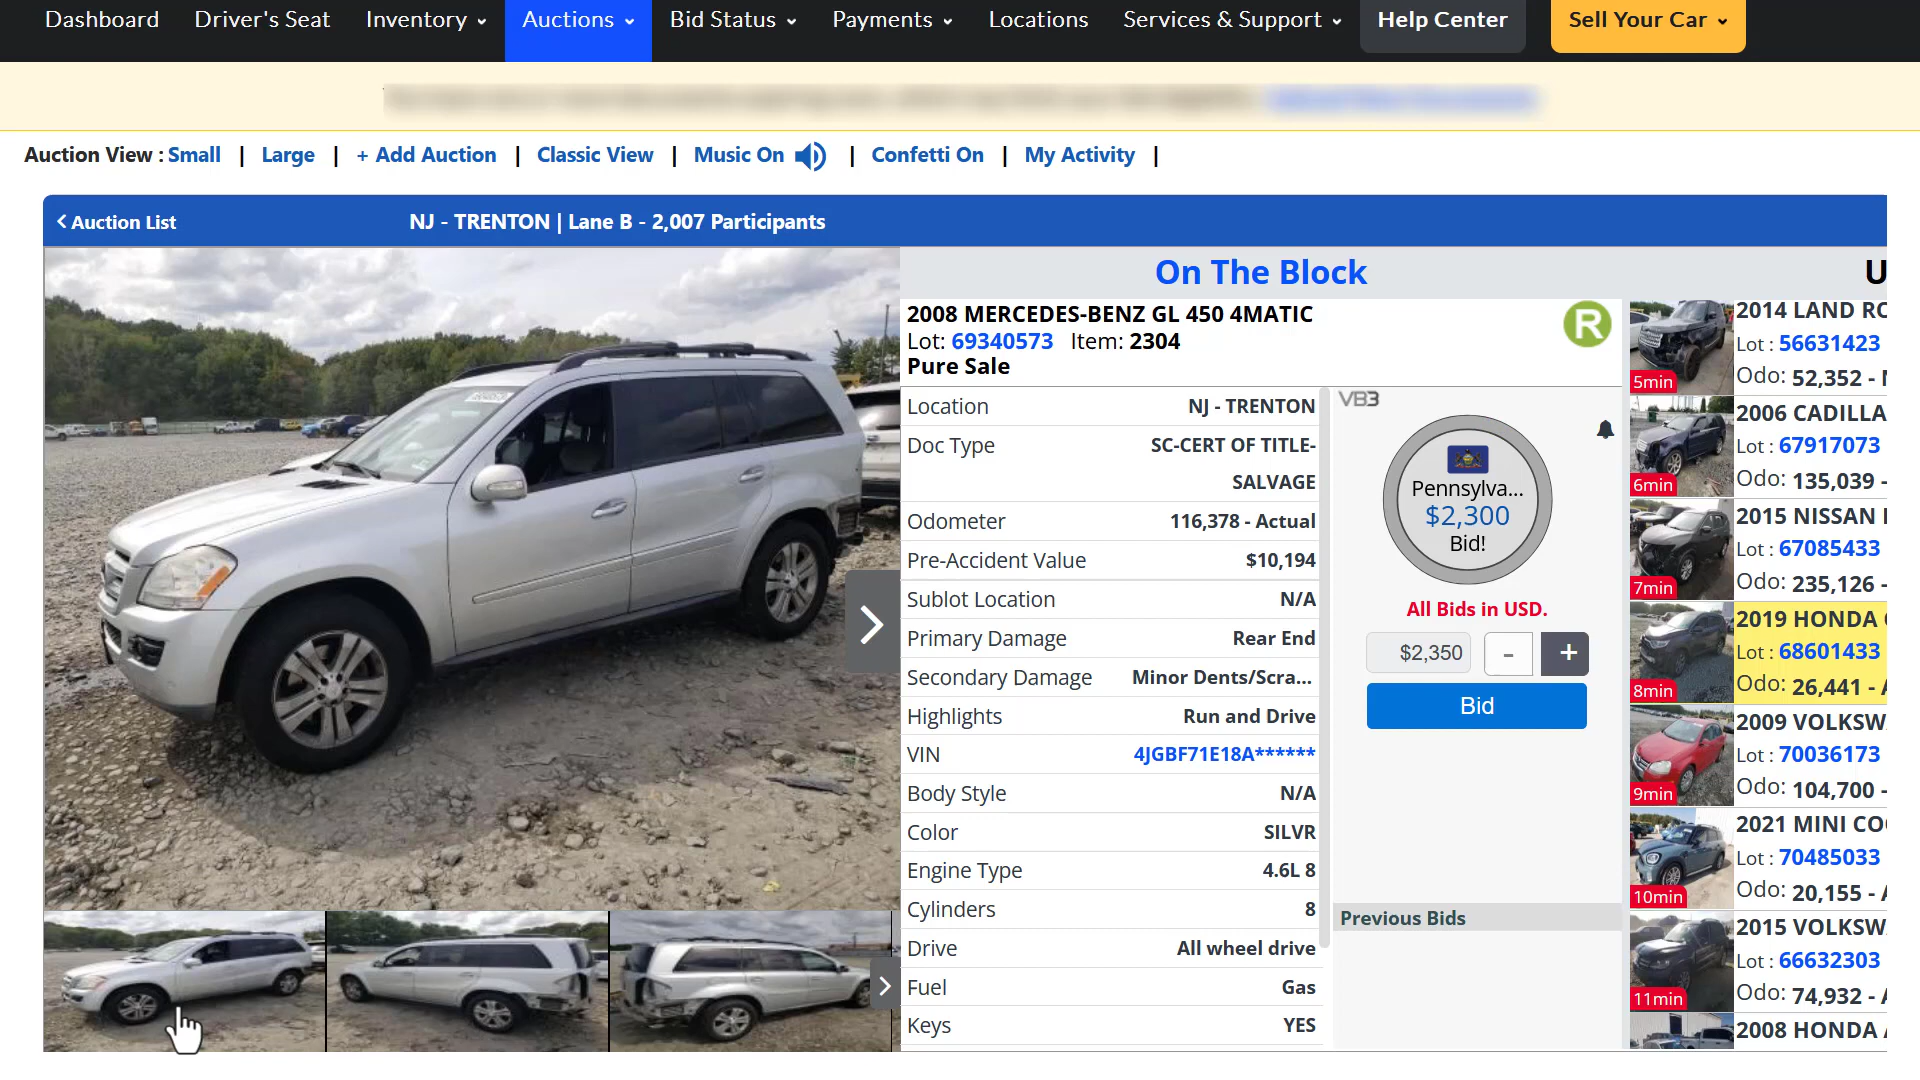 Dashboard
Driver's Seat
Inventory
Auctions
Bid Status
Payments
Locations
Services & Support
Help Center
Sell Your Car
Auction View : Small | Large | + Add Auction | Classic View | Music On | Confetti On | My Activity |
Auction List
NJ - TRENTON | Lane B - 2,007 Participants
On The Block
U
2008 MERCEDES-BENZ GL 450 4MATIC
Lot: 69340573 Item: 2304
Pure Sale
R
Location NJ - TRENTON
Doc Type SC-CERT OF TITLE-
SALVAGE
Odometer 116,378 - Actual
Pre-Accident Value $10,194
Sublot Location N/A
Primary Damage Rear End
Secondary Damage Minor Dents/Scra...
Highlights Run and Drive
VIN 4JGBF71E18A******
Body Style N/A
Color SILVR
Engine Type 4.6L 8
Cylinders 8
Drive All wheel drive
Fuel Gas
Keys YES
VB3
Pennsylva...
$2,300
Bid!
All Bids in USD.
$2,350 - +
Bid
Previous Bids
2014 LAND RO
Lot : 56631423
Odo: 52,352 -
5min
2006 CADILLA
Lot : 67917073
Odo: 135,039 -
6min
2015 NISSAN
Lot : 67085433
Odo: 235,126 -
7min
2019 HONDA
Lot : 68601433
Odo: 26,441 -
8min
2009 VOLKSW
Lot : 70036173
Odo: 104,700 -
9min
2021 MINI CO
Lot : 70485033
Odo: 20,155 -
10min
2015 VOLKSW
Lot : 66632303
Odo: 74,932 -
11min
2008 HONDA